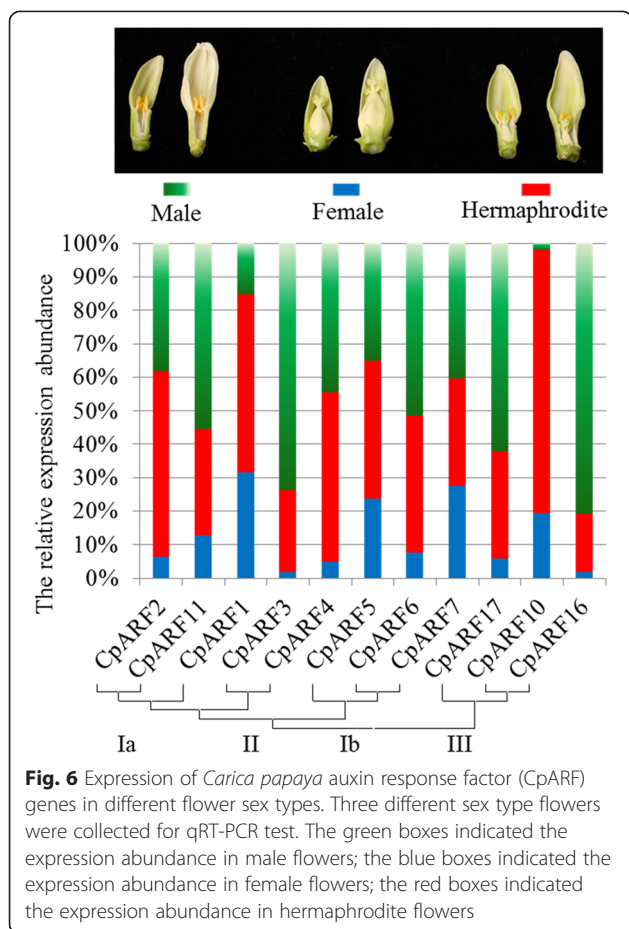 Male Female Hermaphrodite
100%
90%
80%
70%
60%
50%
40%
30%
20%
10%
0%
The relative expression abundance
CpARF2 CpARF11 CpARF1 CpARF3 CpARF4 CpARF5 CpARF6 CpARF7 CpARF17 CpARF10 CpARF16
Ia II Ib III
Fig. 6 Expression of Carica papaya auxin response factor (CpARF)
genes in different flower sex types. Three different sex type flowers
were collected for qRT-PCR test. The green boxes indicated the
expression abundance in male flowers; the blue boxes indicated the
expression abundance in female flowers; the red boxes indicated
the expression abundance in hermaphrodite flowers